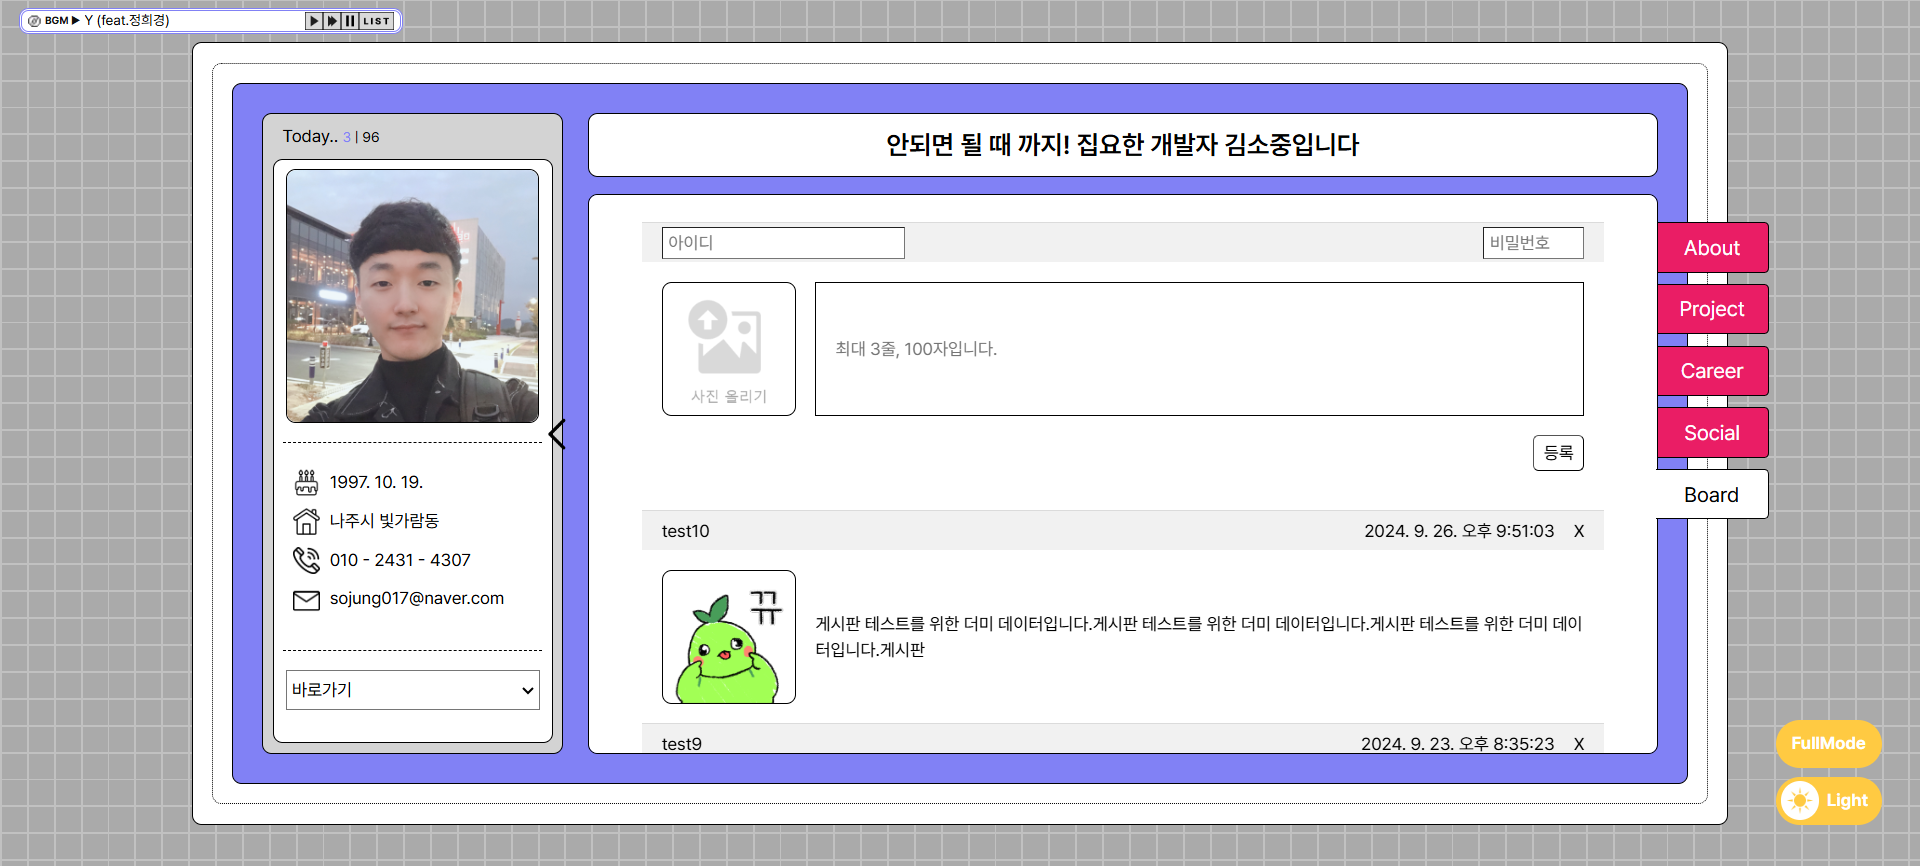 BGM ▶ Y (feat.정희경)
LIST
Today.. 3 | 96
안되면 될 때 까지! 집요한 개발자 김소중입니다
1997. 10. 19.
나주시 빛가람동
010 - 2431 - 4307
sojung017@naver.com
바로가기
아이디
비밀번호
사진 올리기
최대 3줄, 100자입니다.
등록
test10
2024. 9. 26. 오후 9:51:03 X
뀨
게시판 테스트를 위한 더미 데이터입니다.게시판 테스트를 위한 더미 데이터입니다.게시판 테스트를 위한 더미 데이
터입니다.게시판
test9
2024. 9. 23. 오후 8:35:23 X
About
Project
Career
Social
Board
FullMode
Light